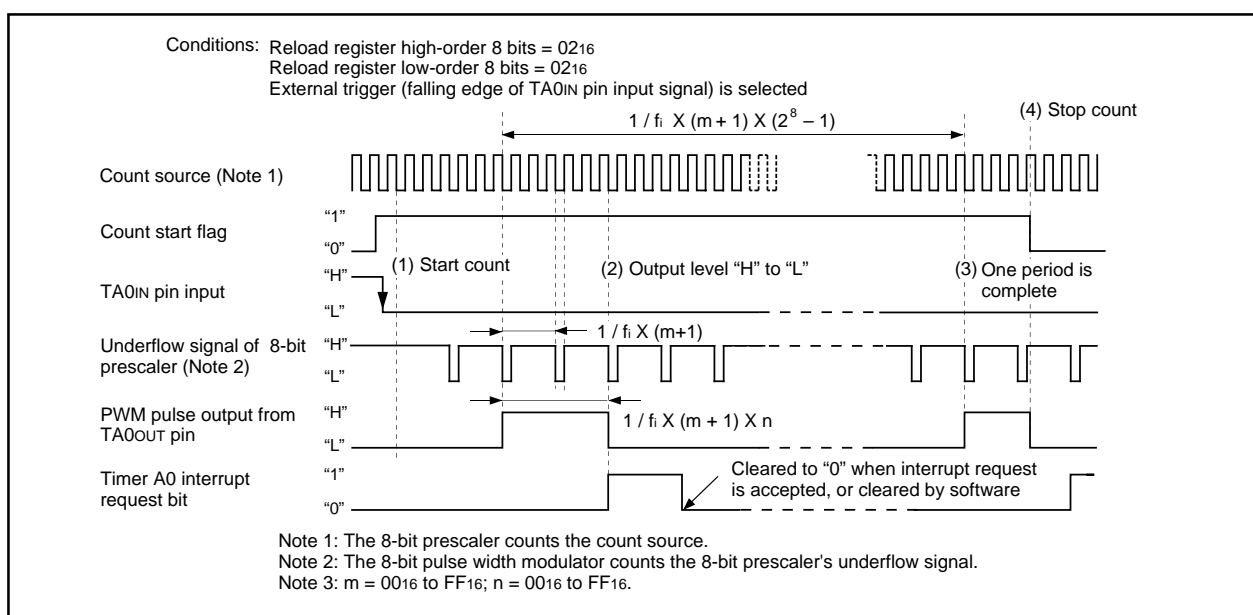 Conditions: Reload register high-order 8 bits = 0216
Reload register low-order 8 bits = 0216
External trigger (falling edge of TA0IN pin input signal) is selected
(4) Stop count
1 / fi X (m + 1) X (2^8 – 1)
Count source (Note 1)
“1”
Count start flag
“0”
(1) Start count
(2) Output level “H” to “L”
(3) One period is
complete
“H”
TA0IN pin input
“L”
1 / fi X (m+1)
Underflow signal of 8-bit
prescaler (Note 2)
“H”
“L”
PWM pulse output from
TA0OUT pin
“H”
“L”
1 / fi X (m + 1) X n
Timer A0 interrupt
request bit
“1”
“0”
Cleared to “0” when interrupt request
is accepted, or cleared by software
Note 1: The 8-bit prescaler counts the count source.
Note 2: The 8-bit pulse width modulator counts the 8-bit prescaler's underflow signal.
Note 3: m = 0016 to FF16; n = 0016 to FF16.